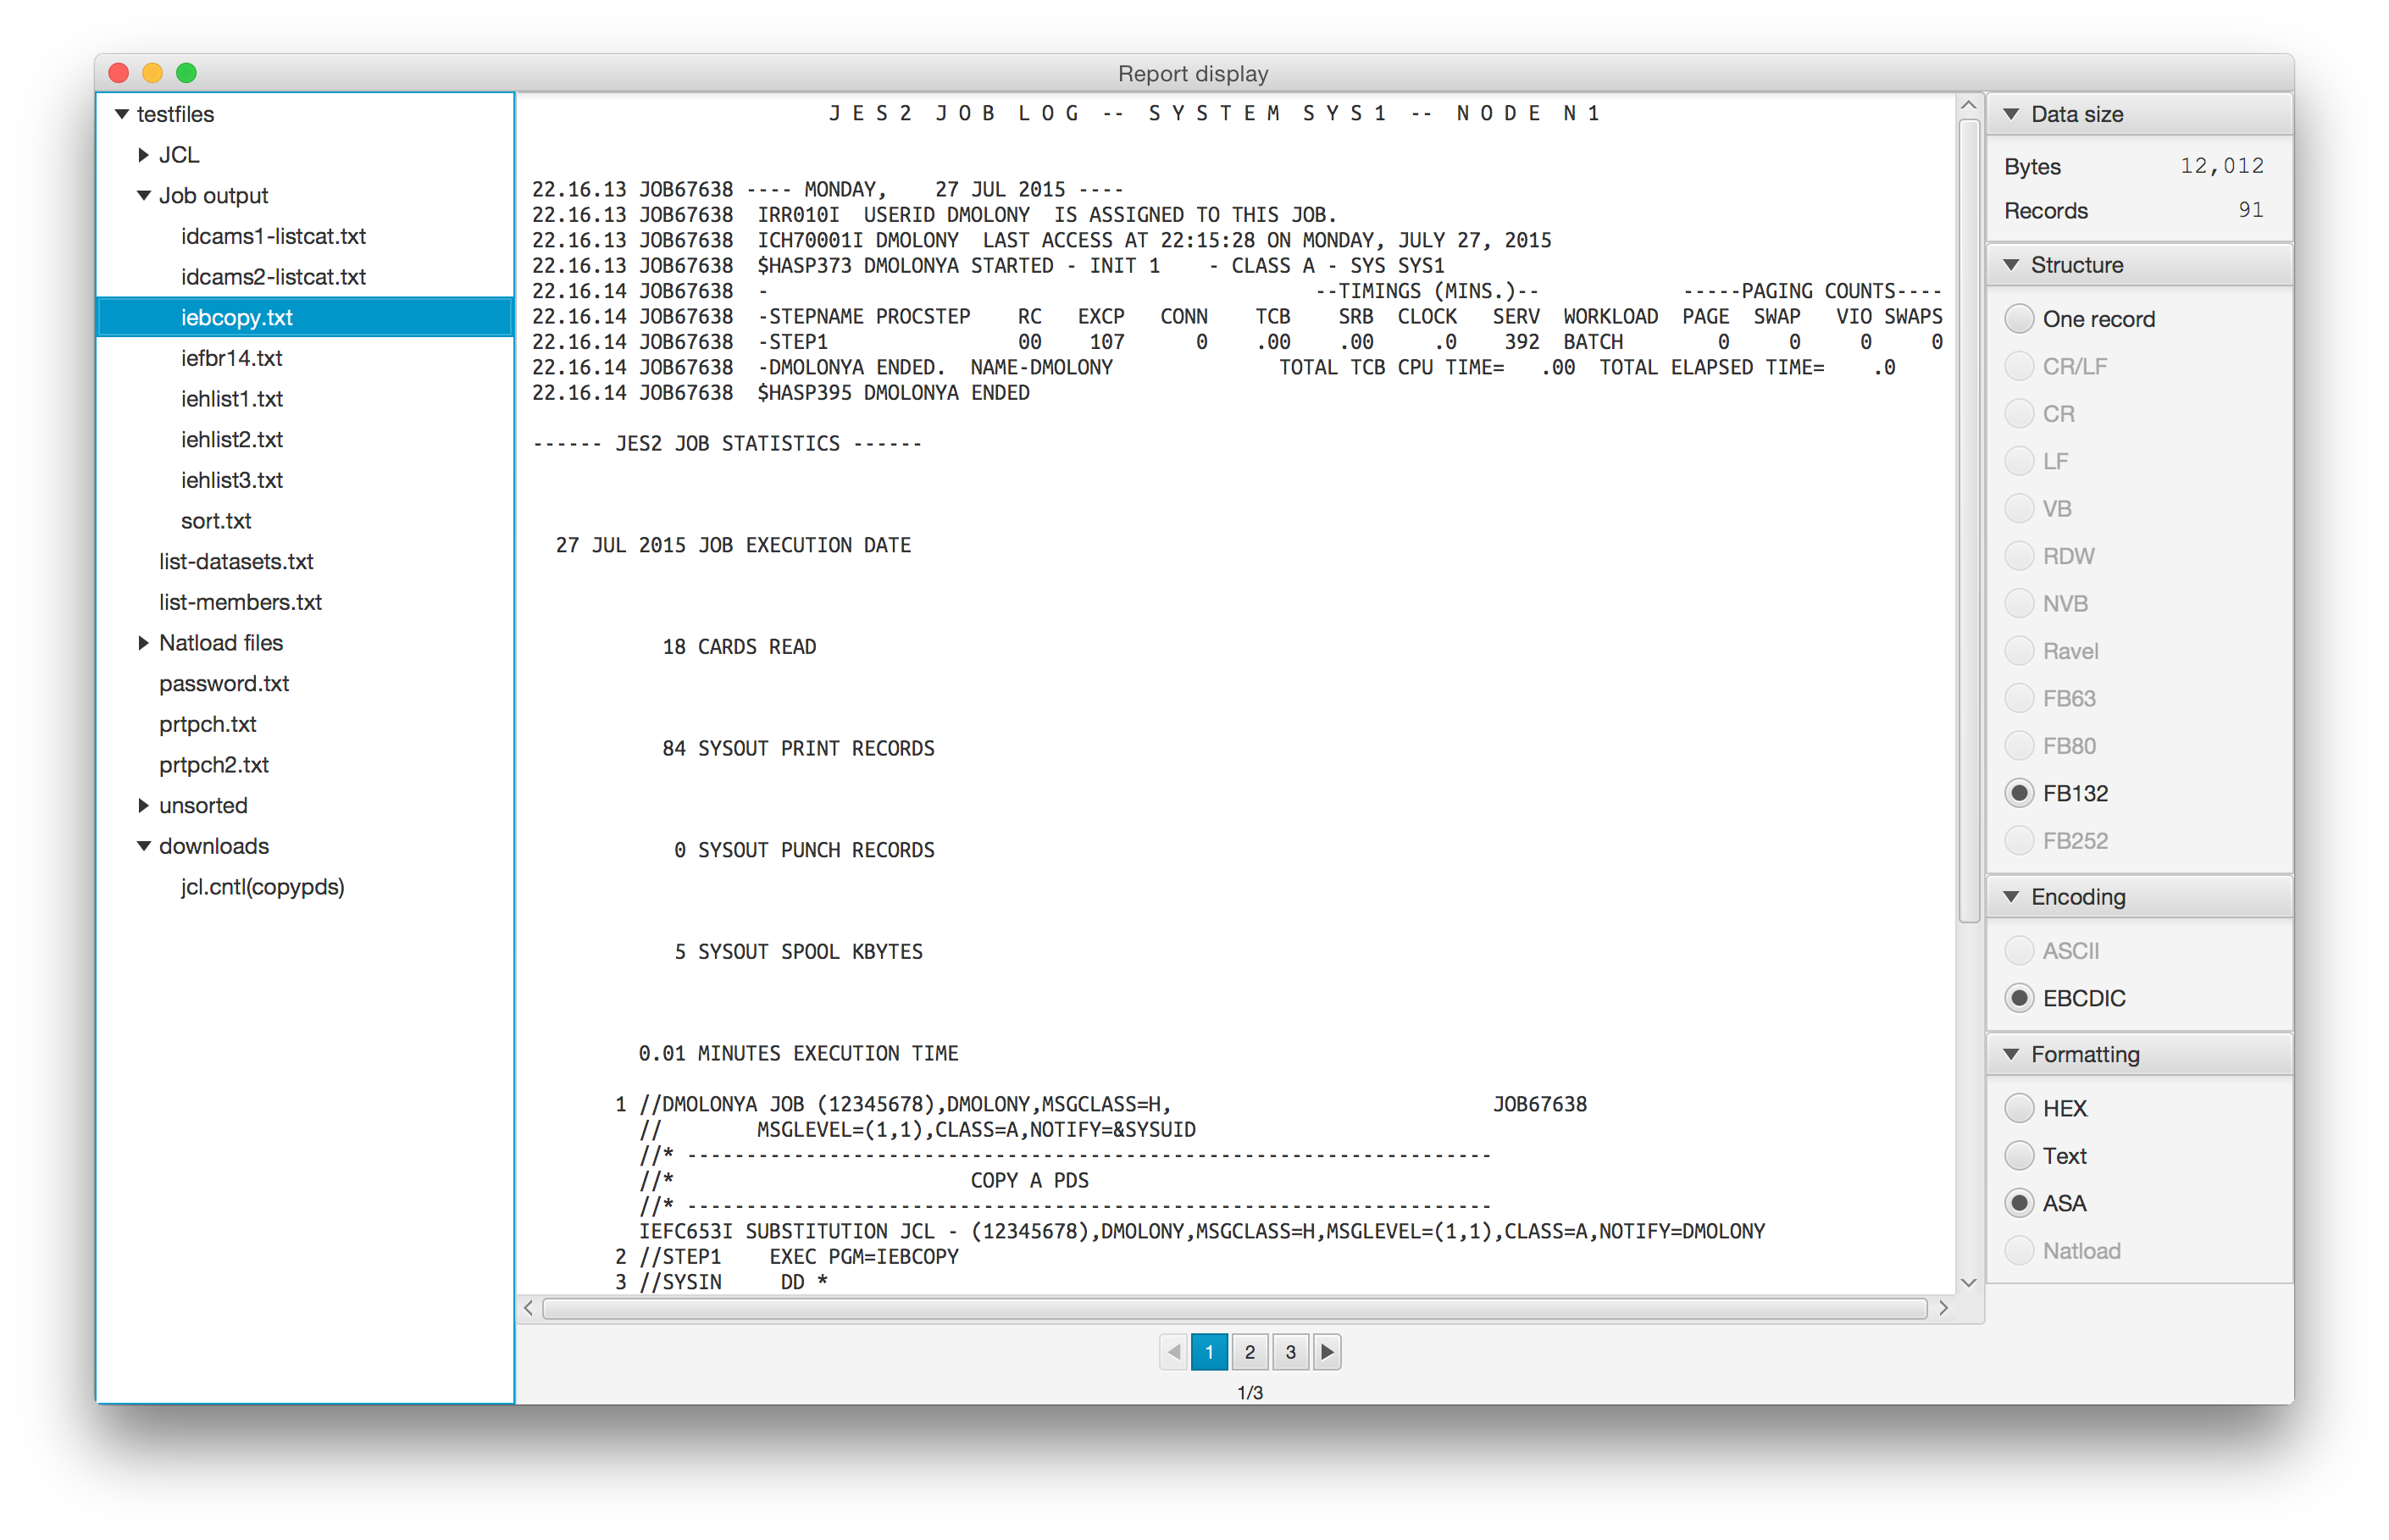 Report display
testfiles
JCL
Job output
idcams1-listcat.txt
idcams2-listcat.txt
iebcopy.txt
iefbr14.txt
iehlist1.txt
iehlist2.txt
iehlist3.txt
sort.txt
list-datasets.txt
list-members.txt
Natload files
password.txt
prtpch.txt
prtpch2.txt
unsorted
downloads
jcl.cntl(copypds)
J E S 2  J O B  L O G  --  S Y S T E M  S Y S 1  --  N O D E  N 1
22.16.13 JOB67638 ---- MONDAY,    27 JUL 2015 ----
22.16.13 JOB67638  IRR010I  USERID DMOLONY  IS ASSIGNED TO THIS JOB.
22.16.13 JOB67638  ICH70001I DMOLONY  LAST ACCESS AT 22:15:28 ON MONDAY, JULY 27, 2015
22.16.13 JOB67638  $HASP373 DMOLONYA STARTED - INIT 1    - CLASS A - SYS SYS1
22.16.14 JOB67638  -                                              --TIMINGS (MINS.)--            -----PAGING COUNTS----
22.16.14 JOB67638  -STEPNAME PROCSTEP    RC   EXCP   CONN    TCB    SRB  CLOCK   SERV  WORKLOAD  PAGE  SWAP   VIO SWAPS
22.16.14 JOB67638  -STEP1                00    107      0    .00    .00     .0    392  BATCH        0     0     0     0
22.16.14 JOB67638  -DMOLONYA ENDED.  NAME-DMOLONY              TOTAL TCB CPU TIME=   .00  TOTAL ELAPSED TIME=    .0
22.16.14 JOB67638  $HASP395 DMOLONYA ENDED
------ JES2 JOB STATISTICS ------
27 JUL 2015 JOB EXECUTION DATE
18 CARDS READ
84 SYSOUT PRINT RECORDS
0 SYSOUT PUNCH RECORDS
5 SYSOUT SPOOL KBYTES
0.01 MINUTES EXECUTION TIME
1 //DMOLONYA JOB (12345678),DMOLONY,MSGCLASS=H,                           JOB67638
//        MSGLEVEL=(1,1),CLASS=A,NOTIFY=&SYSUID
//* --------------------------------------------------------------------
//*                         COPY A PDS
//* --------------------------------------------------------------------
IEFC653I SUBSTITUTION JCL - (12345678),DMOLONY,MSGCLASS=H,MSGLEVEL=(1,1),CLASS=A,NOTIFY=DMOLONY
2 //STEP1    EXEC PGM=IEBCOPY
3 //SYSIN     DD *
1 2 3
1/3
Data size
Bytes 12,012
Records 91
Structure
One record
CR/LF
CR
LF
VB
RDW
NVB
Ravel
FB63
FB80
FB132
FB252
Encoding
ASCII
EBCDIC
Formatting
HEX
Text
ASA
Natload